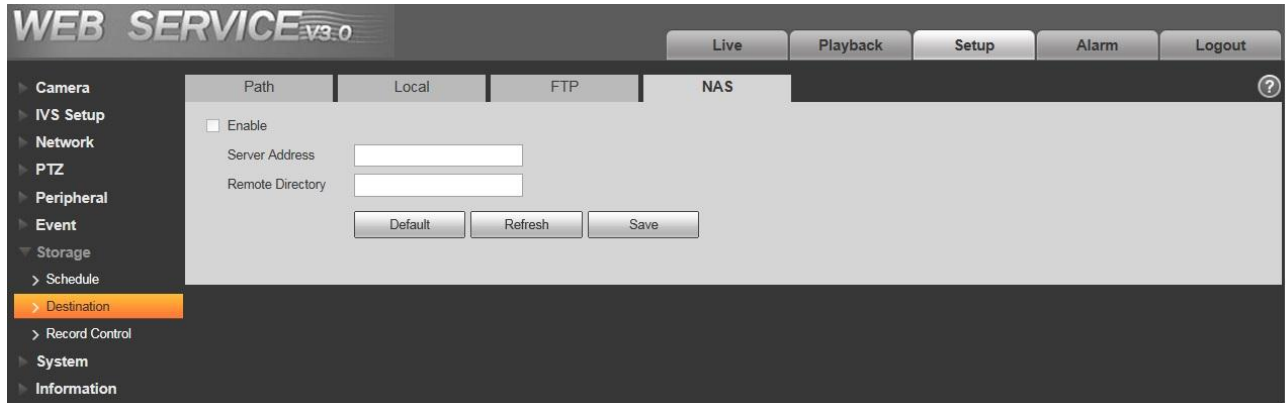 WEB SERVICE V3.0
Live Playback Setup Alarm Logout
Path Local FTP NAS ?
Camera
IVS Setup
Network
PTZ
Peripheral
Event
Storage
Schedule
Destination
Record Control
System
Information
Enable
Server Address
Remote Directory
Default Refresh Save